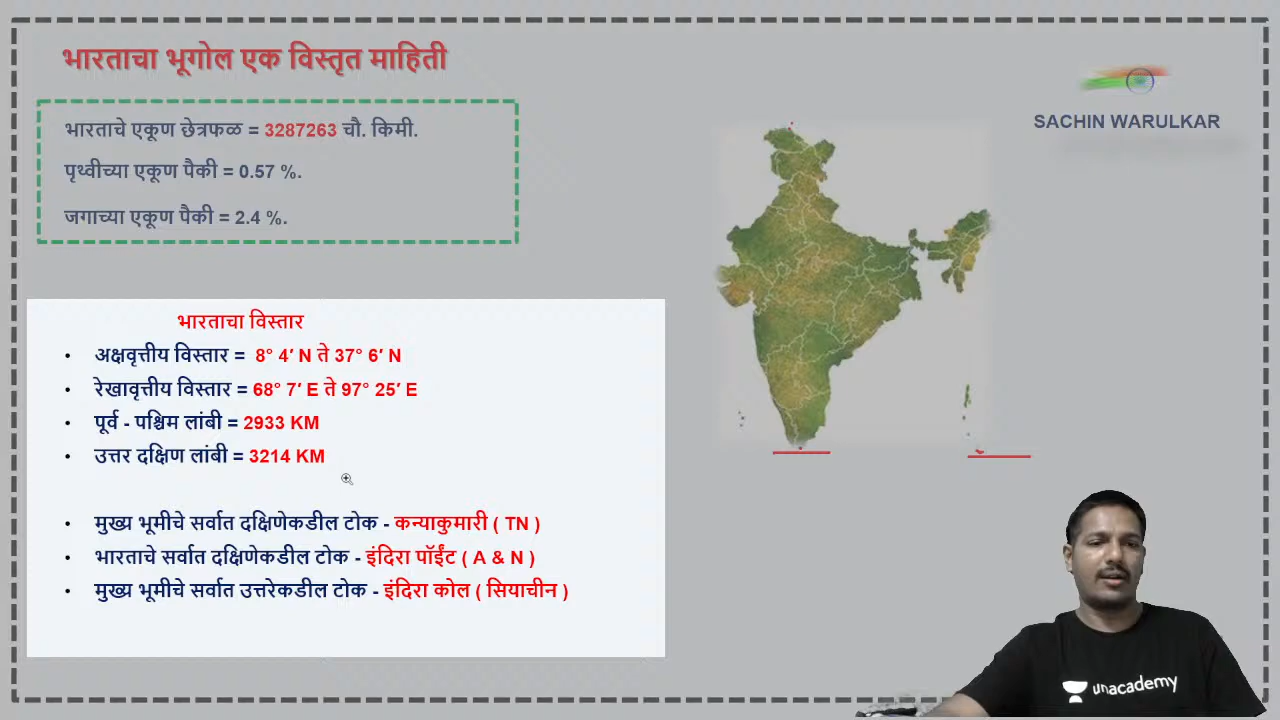 भारताचा भूगोल एक विस्तृत माहिती
भारताचे एकूण छेत्रफळ = 3287263 चौ. किमी.
पृथ्वीच्या एकूण पैकी = 0.57 %.
जगाच्या एकूण पैकी = 2.4 %.
SACHIN WARULKAR
भारताचा विस्तार
• अक्षवृत्तीय विस्तार = 8° 4′ N ते 37° 6′ N
• रेखावृत्तीय विस्तार = 68° 7′ E ते 97° 25′ E
• पूर्व - पश्चिम लांबी = 2933 KM
• उत्तर दक्षिण लांबी = 3214 KM
• मुख्य भूमीचे सर्वात दक्षिणेकडील टोक - कन्याकुमारी ( TN )
• भारताचे सर्वात दक्षिणेकडील टोक - इंदिरा पॉईंट ( A & N )
• मुख्य भूमीचे सर्वात उत्तरेकडील टोक - इंदिरा कोल ( सियाचीन )
unacademy